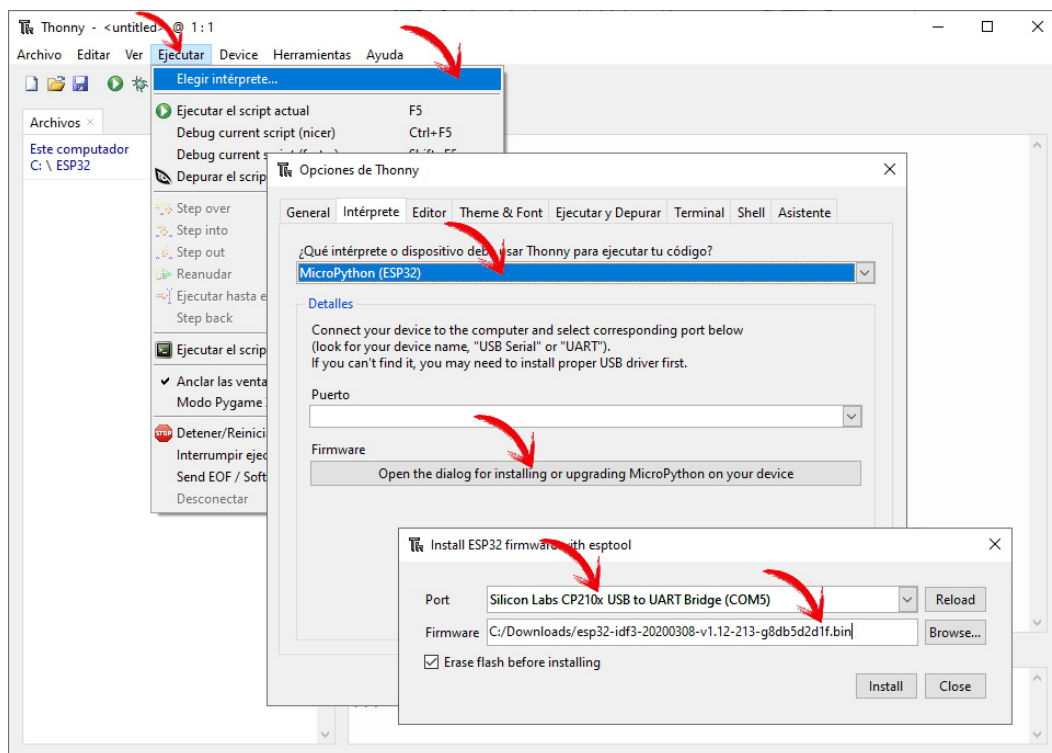 Thonny - <untitled> @ 1 : 1
Archivo Editar Ver Ejecutar Device Herramientas Ayuda
Elegir intérprete...
Archivos
Este computador
C: \ ESP32
Ejecutar el script actual F5
Debug current script (nicer) Ctrl+F5
Debug current
Depurar el scrip
Step over
Step into
Step out
Reanudar
Ejecutar hasta e
Step back
Ejecutar el scrip
Anclar las venta
Modo Pygame
STOP Detener/Reinici
Interrumpir ejec
Send EOF / Soft
Desconectar
Opciones de Thonny
General Intérprete Editor Theme & Font Ejecutar y Depurar Terminal Shell Asistente
¿Qué intérprete o dispositivo debe usar Thonny para ejecutar tu código?
MicroPython (ESP32)
Detalles
Connect your device to the computer and select corresponding port below
(look for your device name, "USB Serial" or "UART").
If you can't find it, you may need to install proper USB driver first.
Puerto
Firmware
Open the dialog for installing or upgrading MicroPython on your device
Install ESP32 firmware with esptool
Port Silicon Labs CP210x USB to UART Bridge (COM5) Reload
Firmware C:/Downloads/esp32-idf3-20200308-v1.12-213-g8db5d2d1f.bin Browse...
Erase flash before installing
Install Close